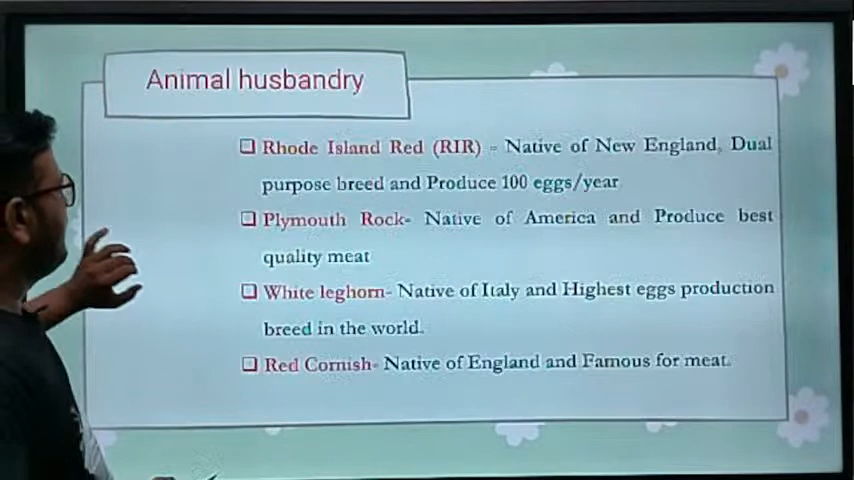 Animal husbandry
❑ Rhode Island Red (RIR) - Native of New England, Dual
purpose breed and Produce 100 eggs/year
❑ Plymouth Rock- Native of America and Produce best
quality meat
❑ White leghorn- Native of Italy and Highest eggs production
breed in the world.
❑ Red Cornish- Native of England and Famous for meat.